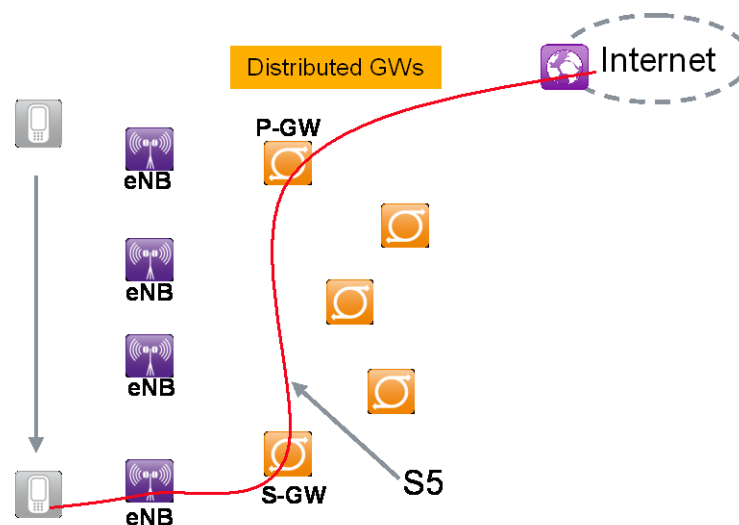 Distributed GWs
Internet
P-GW
eNB
eNB
eNB
S-GW
S5
eNB